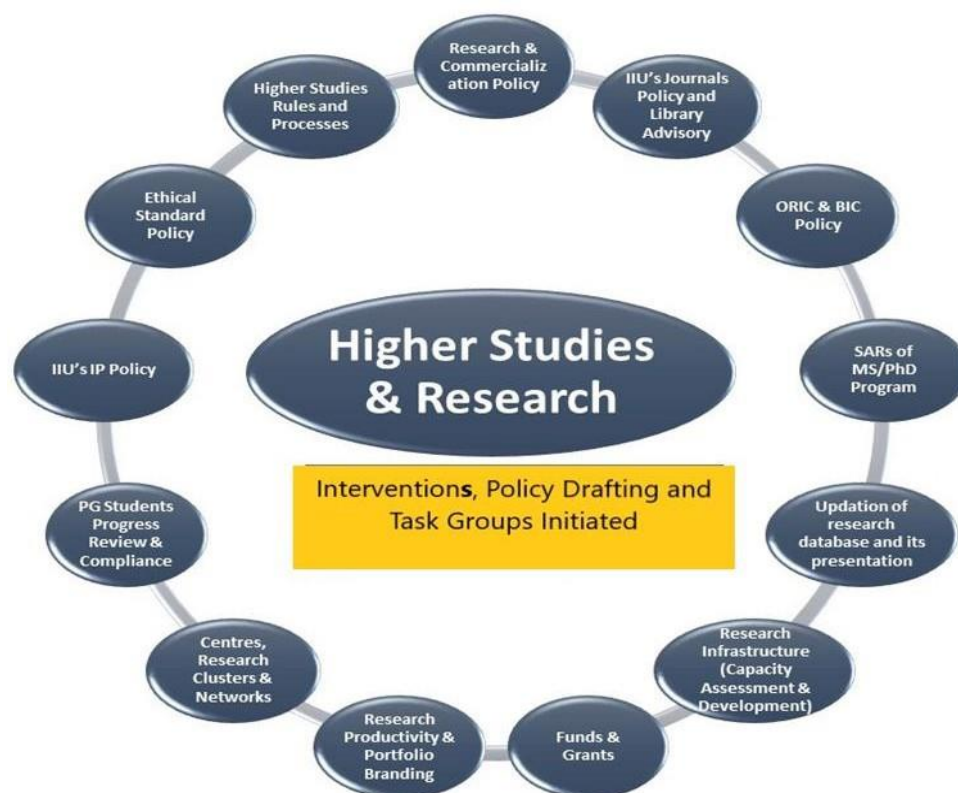 Research &
Commercializ
ation Policy
IIU's Journals
Policy and
Library
Advisory
ORIC & BIC
Policy
SARs of
MS/PhD
Program
Updation of
research
database and its
presentation
Research
Infrastructure
(Capacity
Assessment &
Development)
Funds &
Grants
Research
Productivity &
Portfolio
Branding
Centres,
Research
Clusters &
Networks
PG Students
Progress
Review &
Compliance
IIU's IP Policy
Ethical
Standard
Policy
Higher Studies
Rules and
Processes
Higher Studies
& Research
Interventions, Policy Drafting and
Task Groups Initiated